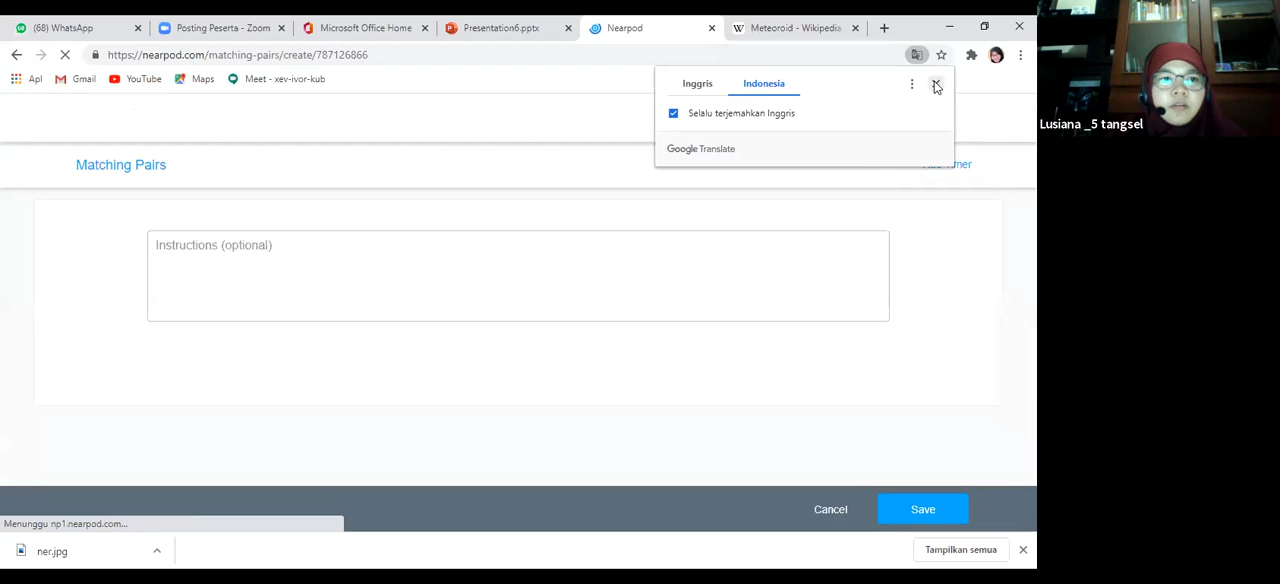 (68) WhatsApp
Posting Peserta - Zoom
Microsoft Office Home
Presentation6.pptx
Nearpod
Meteoroid - Wikipedia
https://nearpod.com/matching-pairs/create/787126866
Apl
Gmail
YouTube
Maps
Meet - xev-ivor-kub
Inggris
Indonesia
Selalu terjemahkan Inggris
Google Translate
Lusiana _5 tangsel
Matching Pairs
Instructions (optional)
Cancel
Save
Menunggu np1.nearpod.com...
ner.jpg
Tampilkan semua